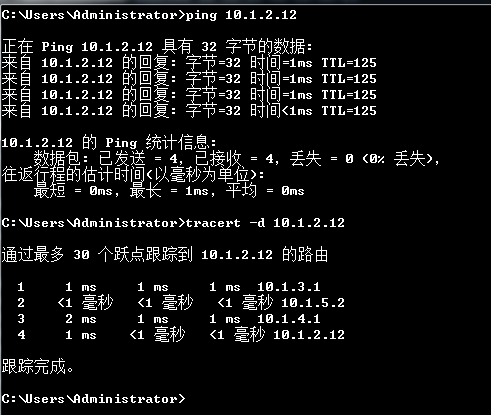 C:\Users\Administrator>ping 10.1.2.12
正在 Ping 10.1.2.12 具有 32 字节的数据:
来自 10.1.2.12 的回复: 字节=32 时间=1ms TTL=125
来自 10.1.2.12 的回复: 字节=32 时间=1ms TTL=125
来自 10.1.2.12 的回复: 字节=32 时间=1ms TTL=125
来自 10.1.2.12 的回复: 字节=32 时间<1ms TTL=125
10.1.2.12 的 Ping 统计信息:
数据包: 已发送 = 4, 已接收 = 4, 丢失 = 0 (0% 丢失),
往返行程的估计时间(以毫秒为单位):
最短 = 0ms, 最长 = 1ms, 平均 = 0ms
C:\Users\Administrator>tracert -d 10.1.2.12
通过最多 30 个跃点跟踪到 10.1.2.12 的路由
1 1 ms 1 ms 1 ms 10.1.3.1
2 <1 毫秒 <1 毫秒 <1 毫秒 10.1.5.2
3 2 ms 1 ms 1 ms 10.1.4.1
4 1 ms <1 毫秒 <1 毫秒 10.1.2.12
跟踪完成。
C:\Users\Administrator>